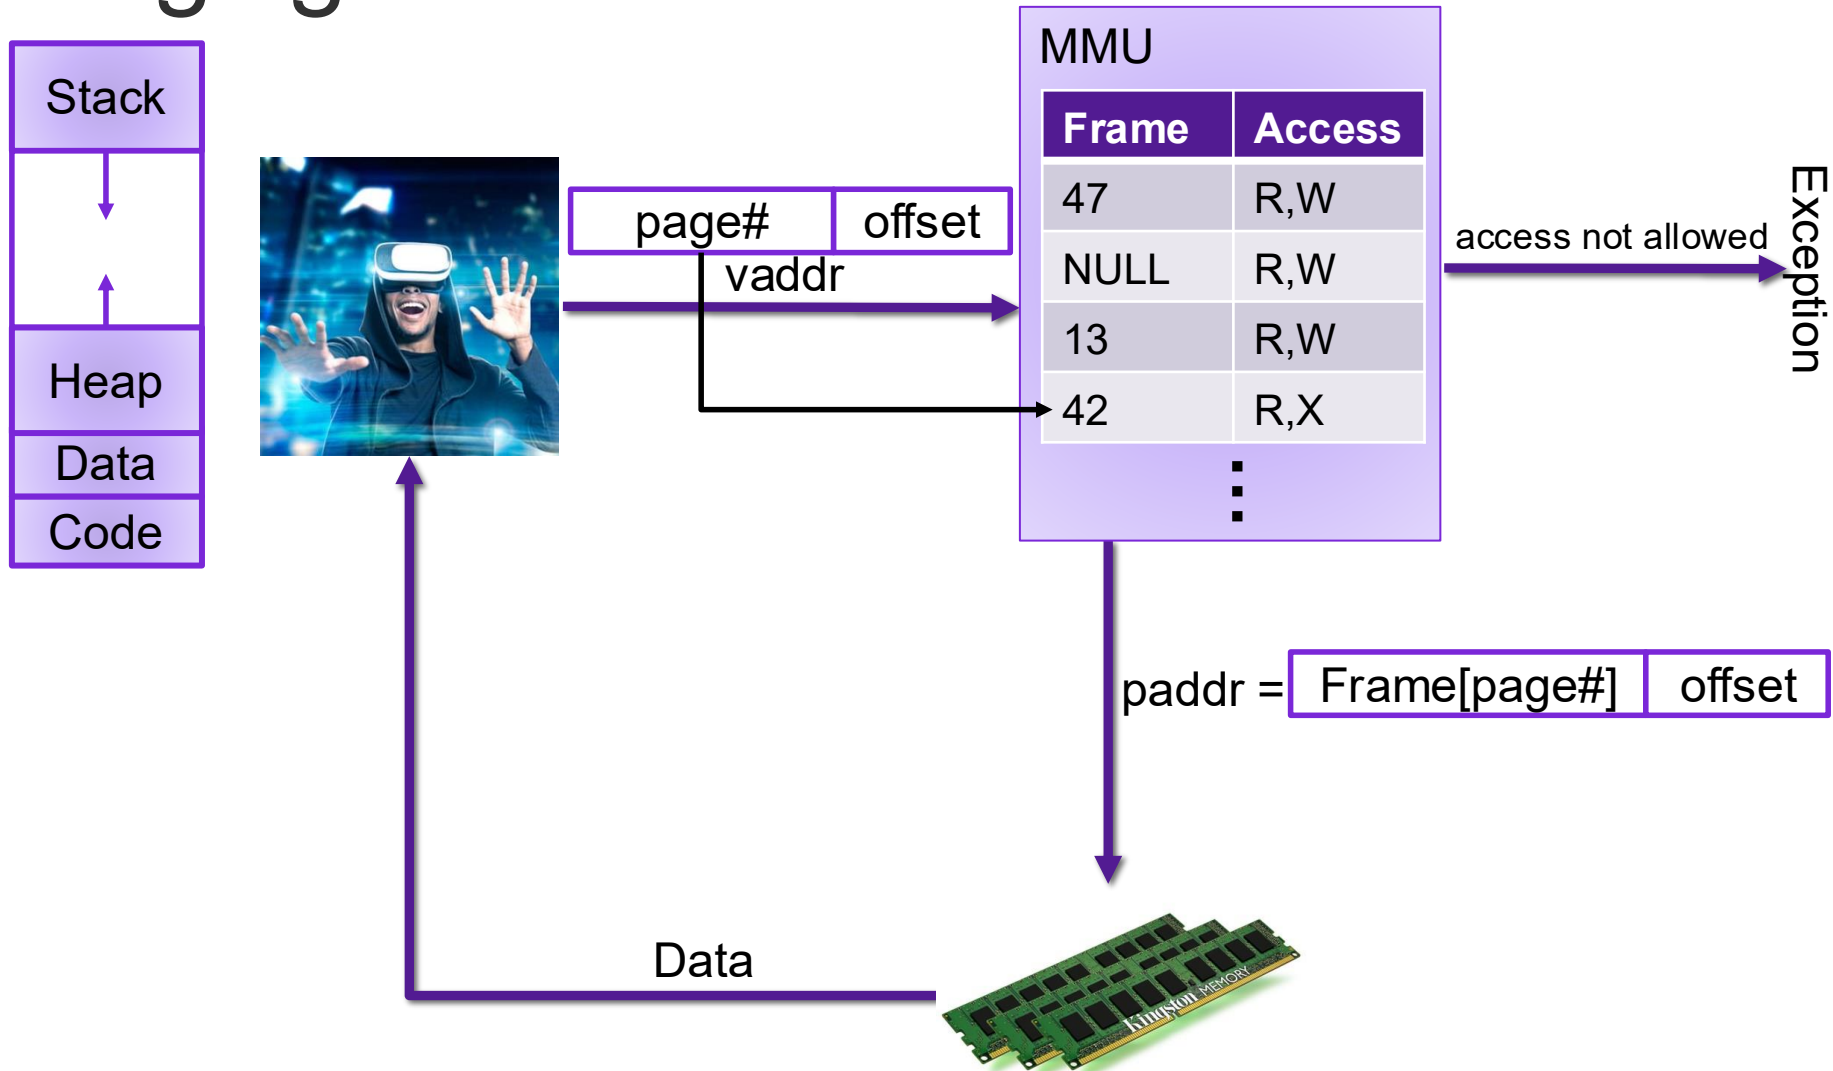 Stack
Heap
Data
Code
page# offset
vaddr
MMU
Frame Access
47 R,W
NULL R,W
13 R,W
42 R,X
access not allowed
Exception
paddr = Frame[page#] offset
Data
Kingston MEMORY